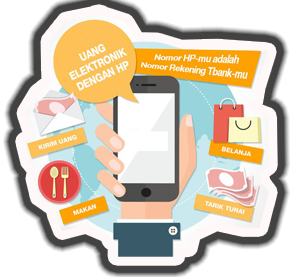 UANG
ELEKTRONIK
DENGAN HP
Nomor HP-mu adalah
Nomor Rekening Tbank-mu
KIRIM UANG
BELANJA
MAKAN
TARIK TUNAI